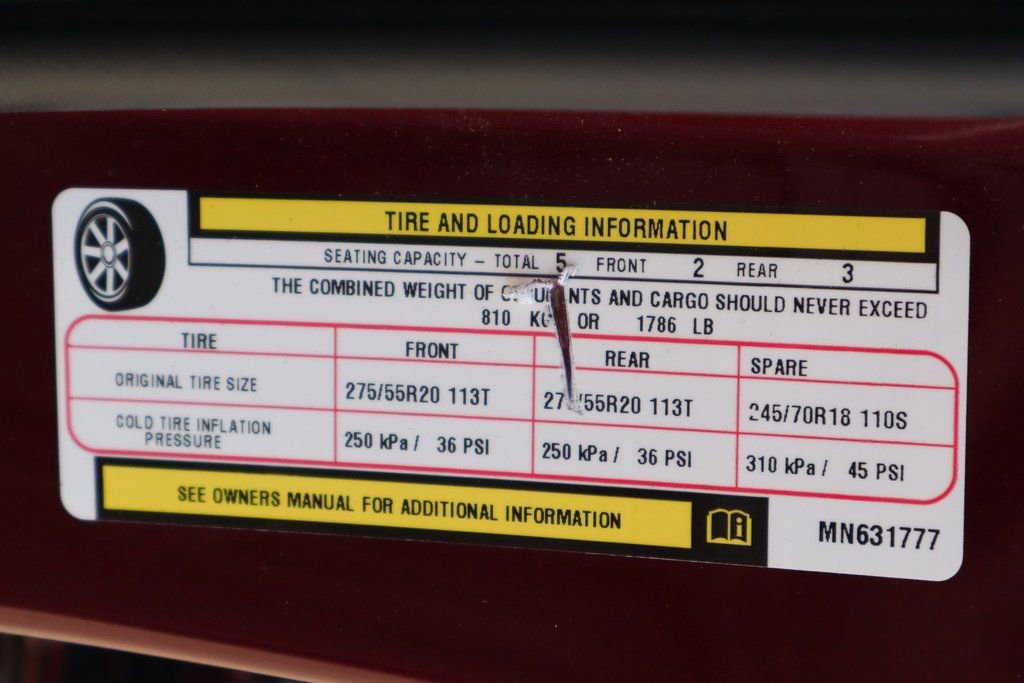 TIRE AND LOADING INFORMATION
SEATING CAPACITY – TOTAL 5 FRONT 2 REAR 3
THE COMBINED WEIGHT OF NTS AND CARGO SHOULD NEVER EXCEED
810 KG OR 1786 LB
TIRE FRONT REAR SPARE
ORIGINAL TIRE SIZE 275/55R20 113T 27/55R20 113T 245/70R18 110S
COLD TIRE INFLATION
PRESSURE 250 kPa / 36 PSI 250 kPa / 36 PSI 310 kPa / 45 PSI
SEE OWNERS MANUAL FOR ADDITIONAL INFORMATION
MN631777